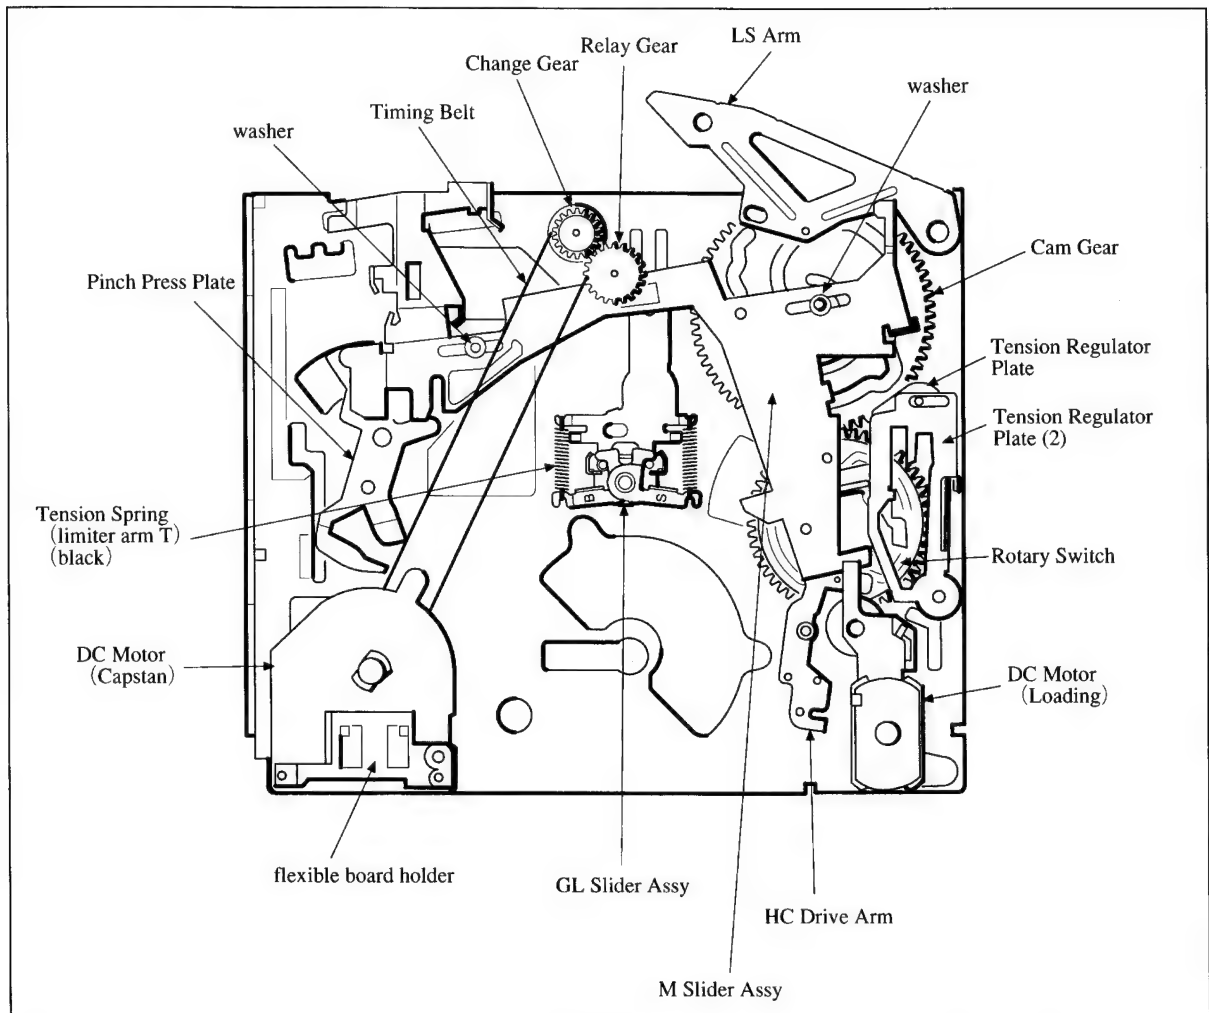 LS Arm
Relay Gear
Change Gear
washer
Timing Belt
washer
Cam Gear
Pinch Press Plate
Tension Regulator
Plate
Tension Regulator
Plate (2)
B
S
Tension Spring
(limiter arm T)
(black)
Rotary Switch
DC Motor
(Capstan)
DC Motor
(Loading)
flexible board holder
GL Slider Assy
HC Drive Arm
M Slider Assy